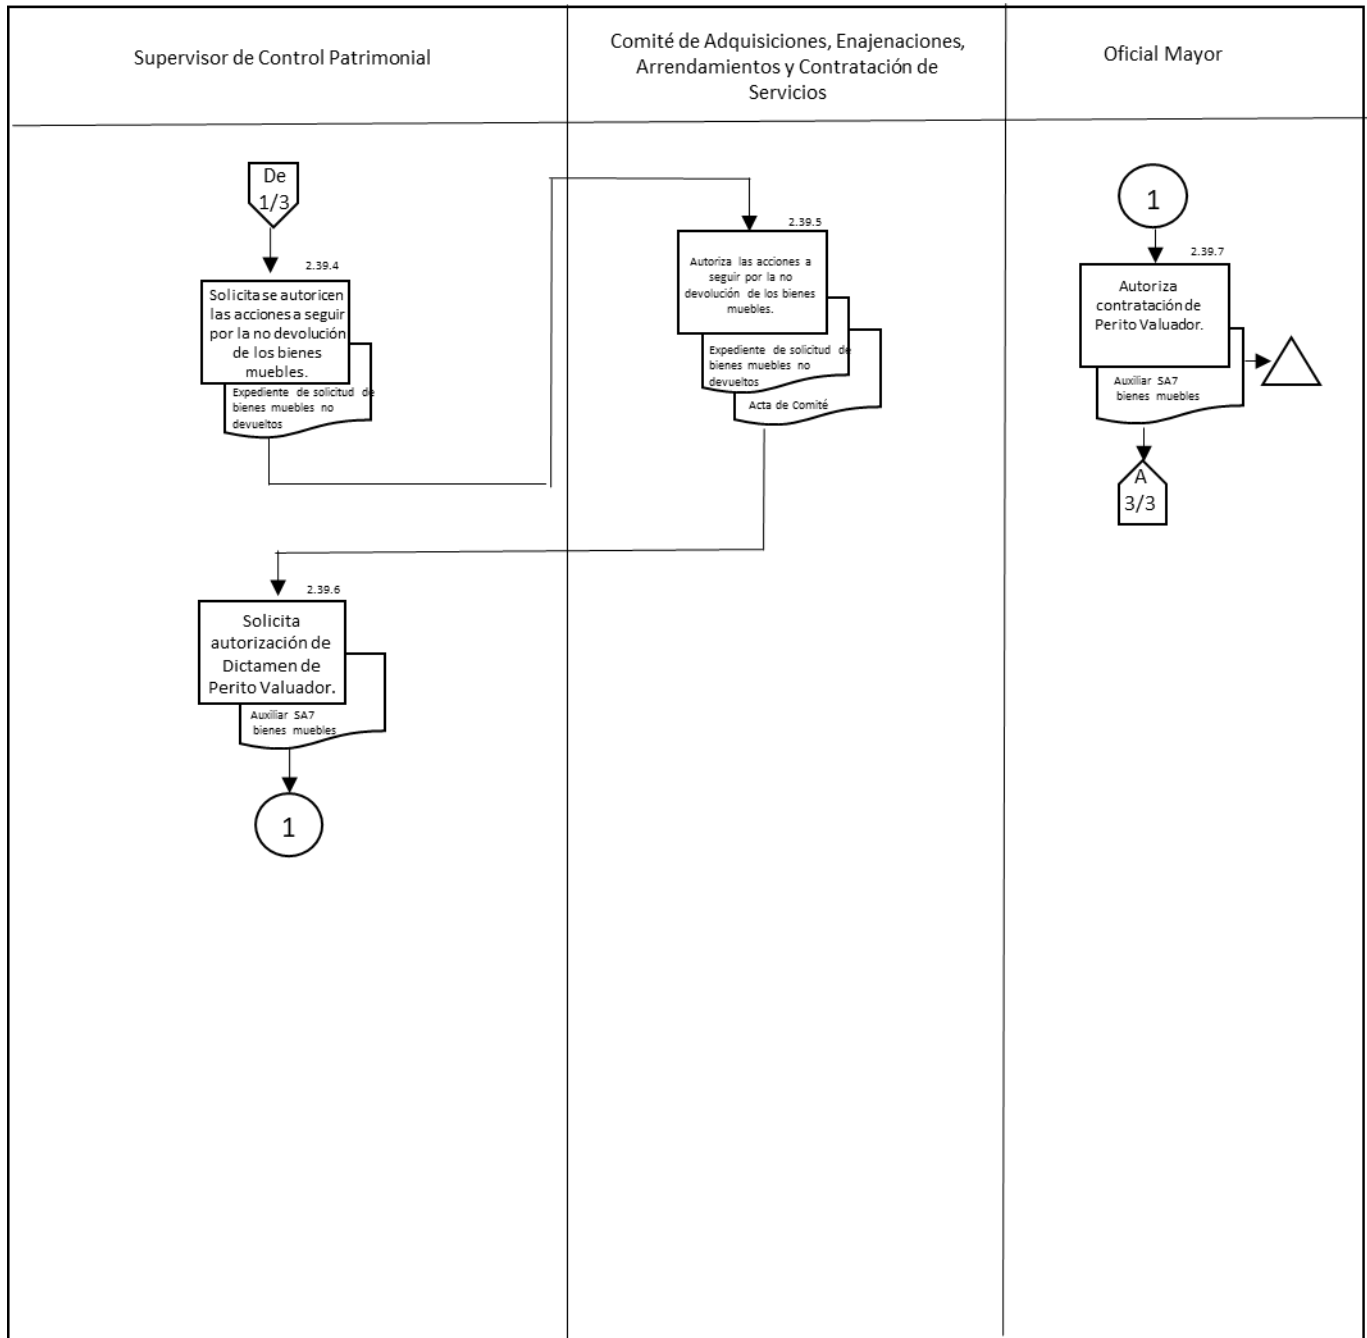 Supervisor de Control Patrimonial
Comité de Adquisiciones, Enajenaciones,
Arrendamientos y Contratación de
Servicios
Oficial Mayor
De
1/3
2.39.4
Solicita se autoricen
las acciones a seguir
por la no devolución
de los bienes
muebles.
Expediente de solicitud de
bienes muebles no
devueltos
2.39.5
Autoriza las acciones a
seguir por la no
devolución de los bienes
muebles.
Expediente de solicitud de
bienes muebles no
devueltos
Acta de Comité
2.39.6
Solicita
autorización de
Dictamen de
Perito Valuador.
Auxiliar SA7
bienes muebles
1
1
2.39.7
Autoriza
contratación de
Perito Valuador.
Auxiliar SA7
bienes muebles
A
3/3